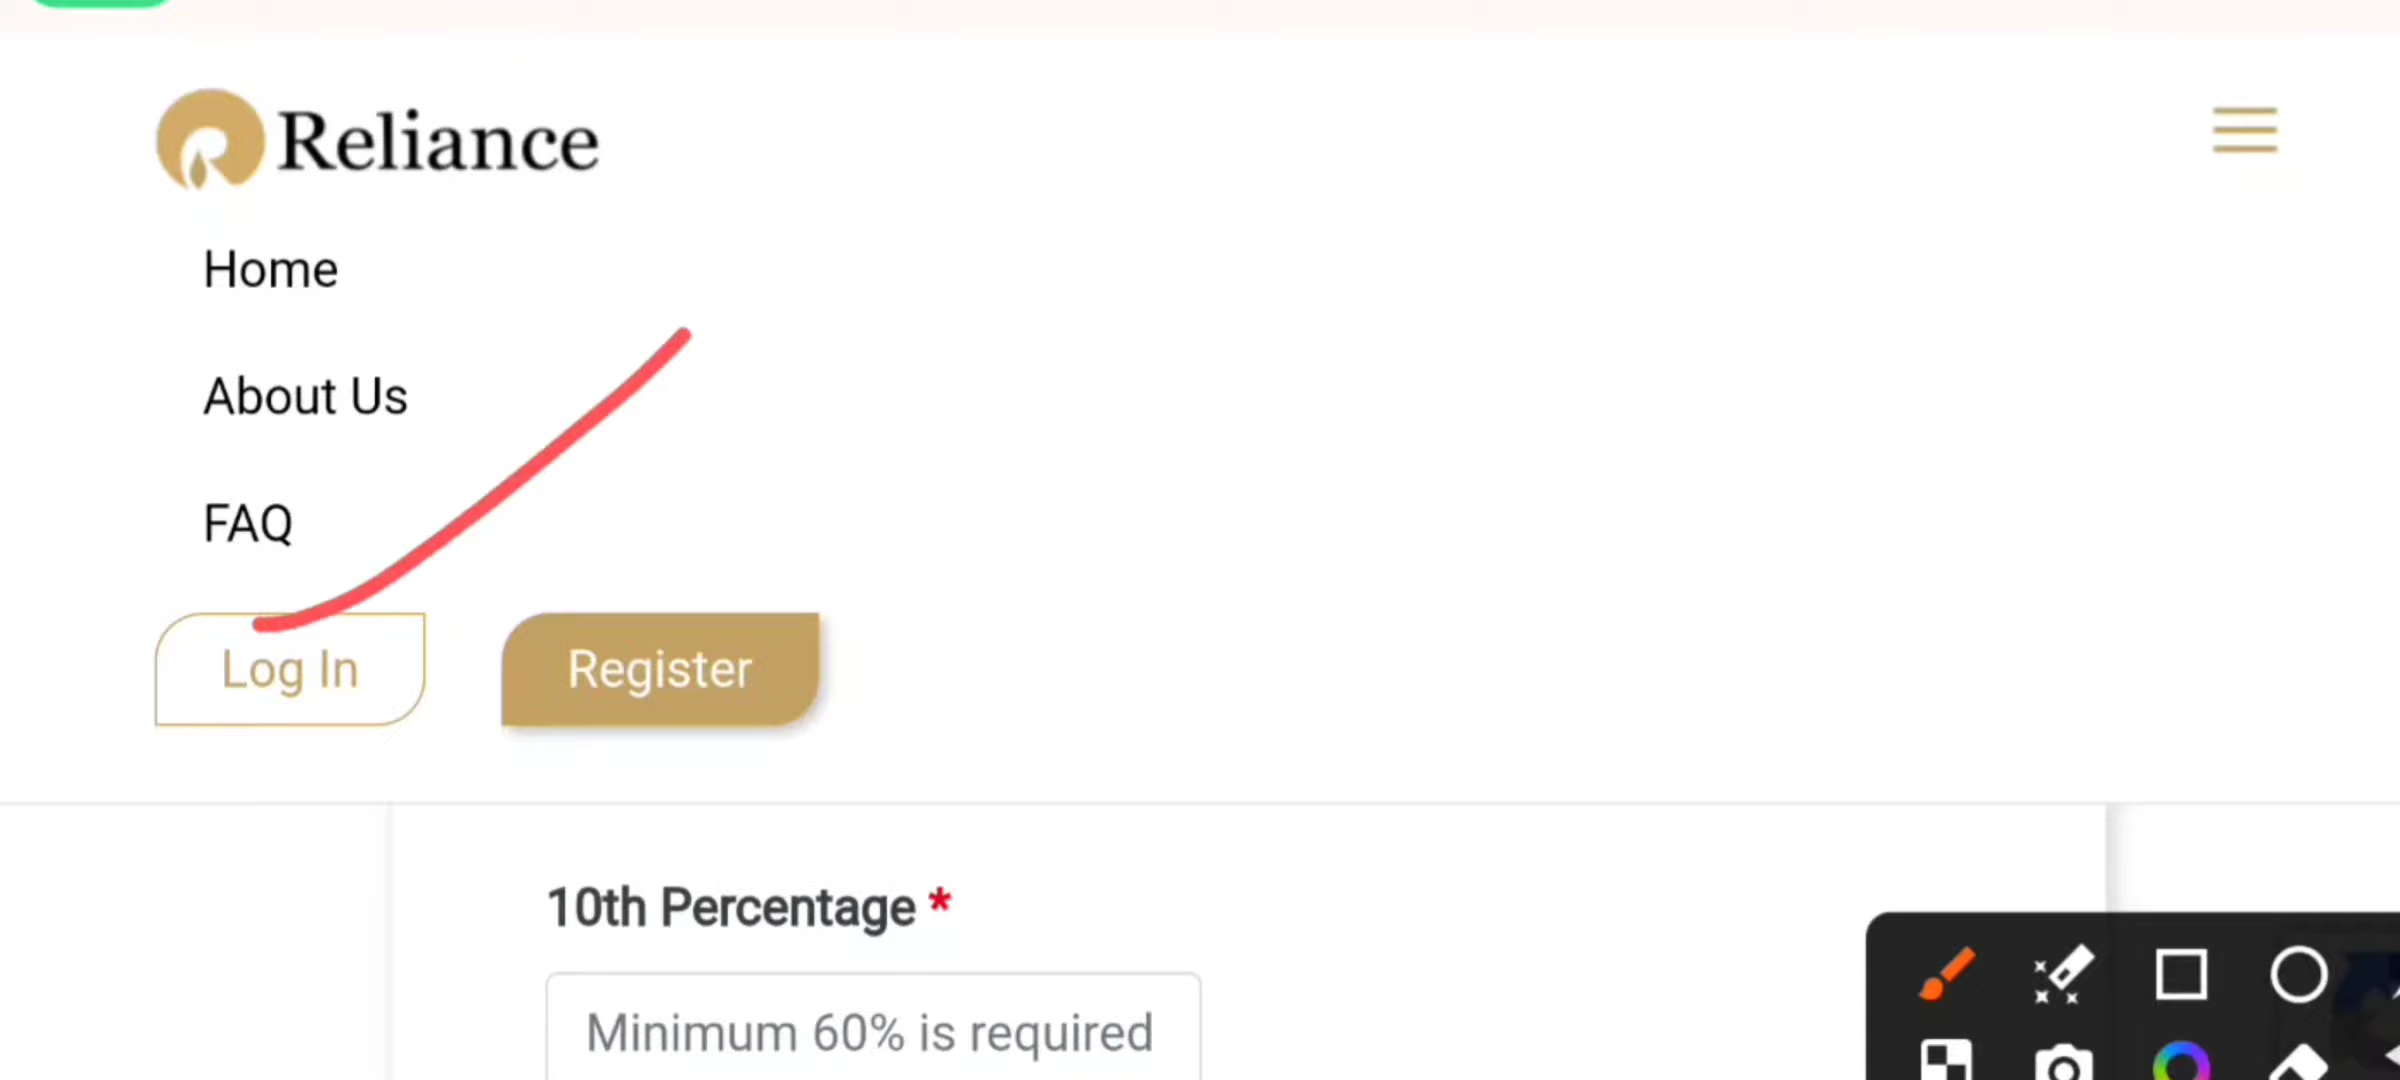 Reliance
Home
About Us
FAQ
Log In
Register
10th Percentage *
Minimum 60% is required